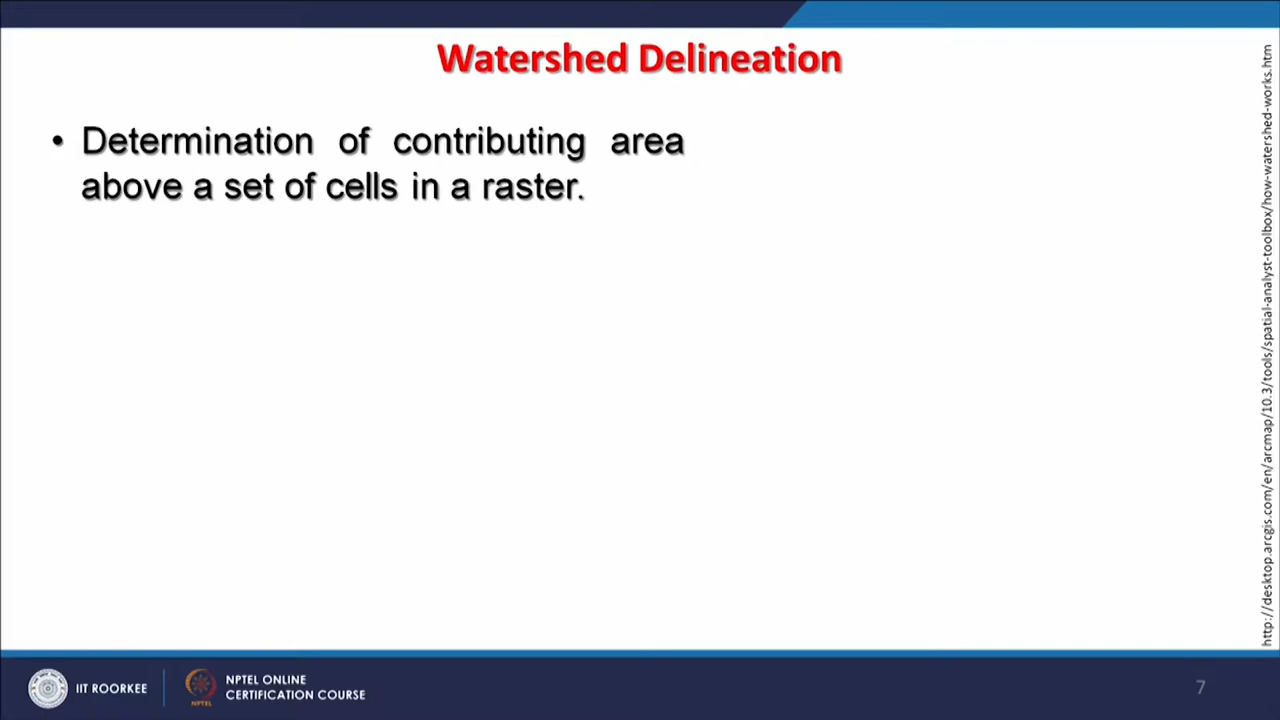 Watershed Delineation
• Determination of contributing area
above a set of cells in a raster.
http://desktop.arcgis.com/en/arcmap/10.3/tools/spatial-analyst-toolbox/how-watershed-works.htm
IIT ROORKEE
NPTEL
NPTEL ONLINE
CERTIFICATION COURSE
7